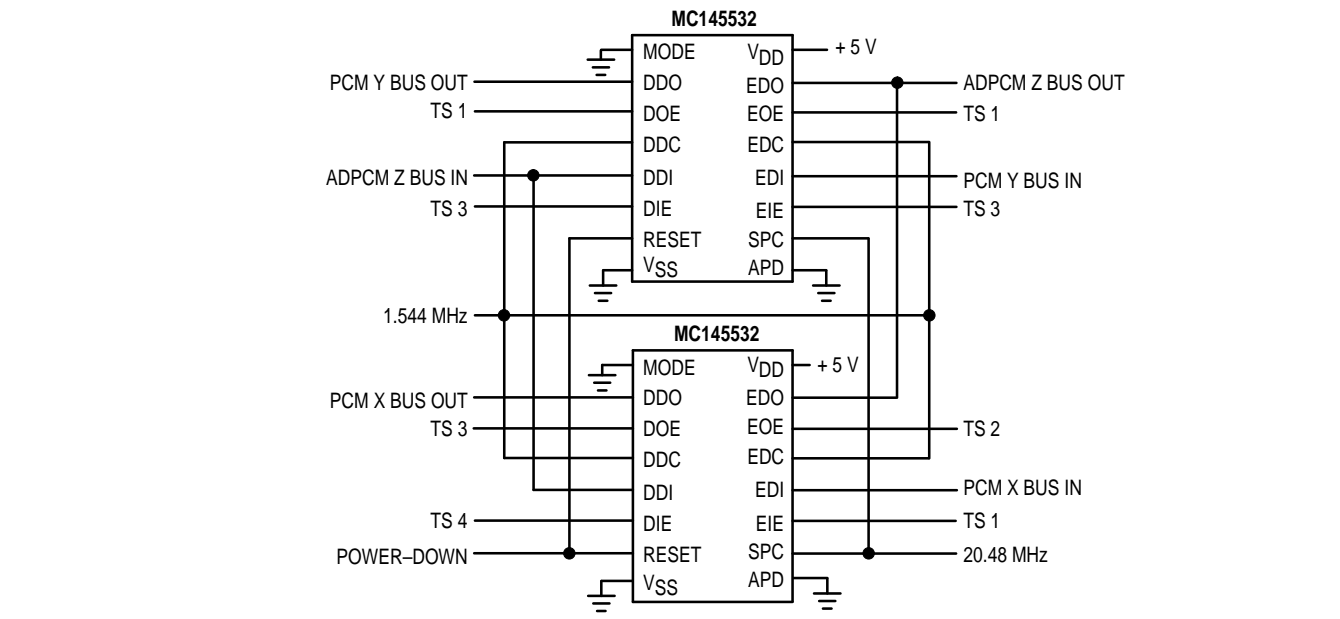 MC145532
MODE
VDD
+ 5 V
PCM Y BUS OUT
DDO
EDO
ADPCM Z BUS OUT
TS 1
DOE
EOE
TS 1
DDC
EDC
ADPCM Z BUS IN
DDI
EDI
PCM Y BUS IN
TS 3
DIE
EIE
TS 3
RESET
SPC
VSS
APD
1.544 MHz
MC145532
MODE
VDD
+ 5 V
PCM X BUS OUT
DDO
EDO
TS 3
DOE
EOE
TS 2
DDC
EDC
DDI
EDI
PCM X BUS IN
TS 4
DIE
EIE
TS 1
POWER–DOWN
RESET
SPC
20.48 MHz
VSS
APD